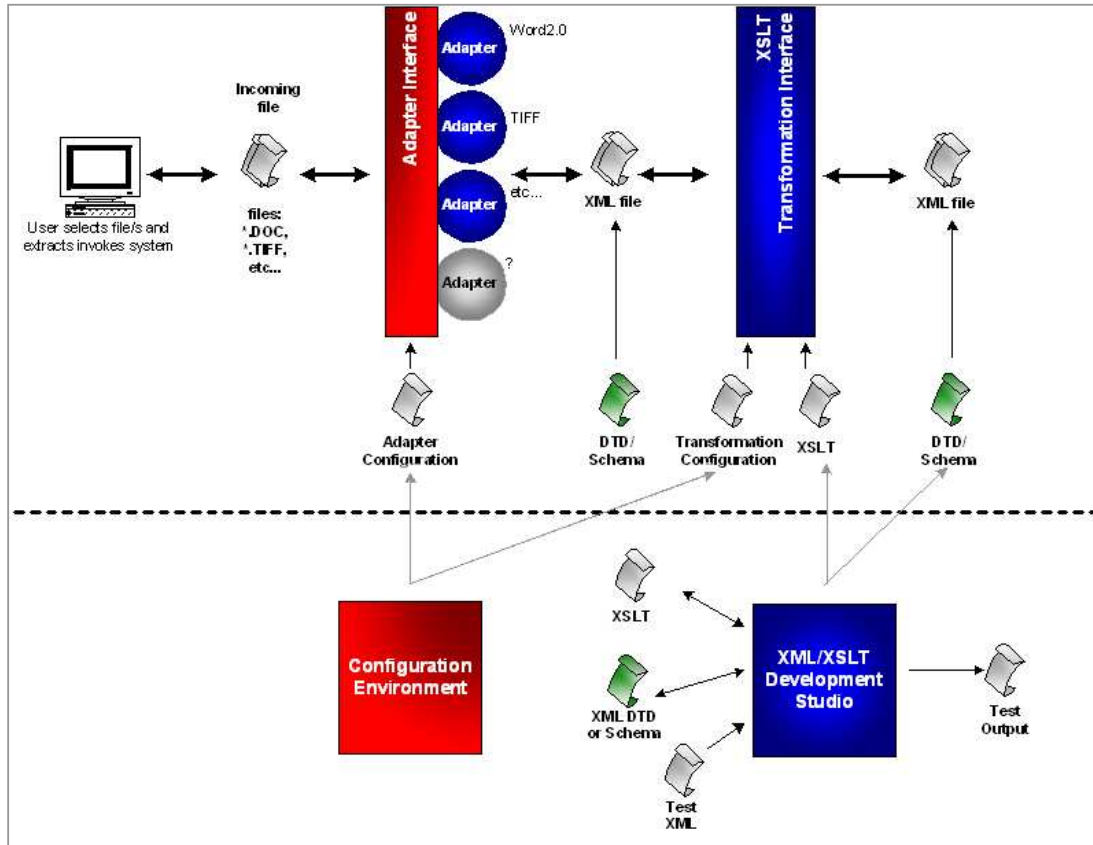 Adapter Interface
Adapter
Word2.0
Adapter
TIFF
Adapter
etc...
Adapter
?
XSLT
Transformation Interface
Incoming
file
files:
*.DOC,
*.TIFF,
etc...
User selects file/s and
extracts invokes system
XML file
XML file
Adapter
Configuration
DTD/
Schema
Transformation
Configuration
XSLT
DTD/
Schema
Configuration
Environment
XSLT
XML DTD
or Schema
Test
XML
XML/XSLT
Development
Studio
Test
Output